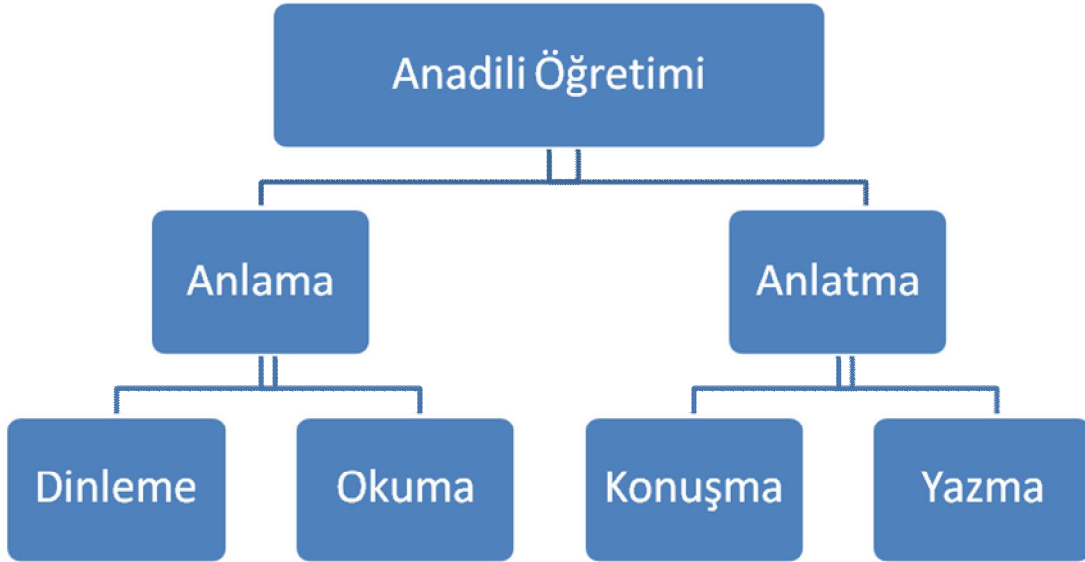 Anadili Öğretimi
Anlama
Anlatma
Dinleme
Okuma
Konuşma
Yazma